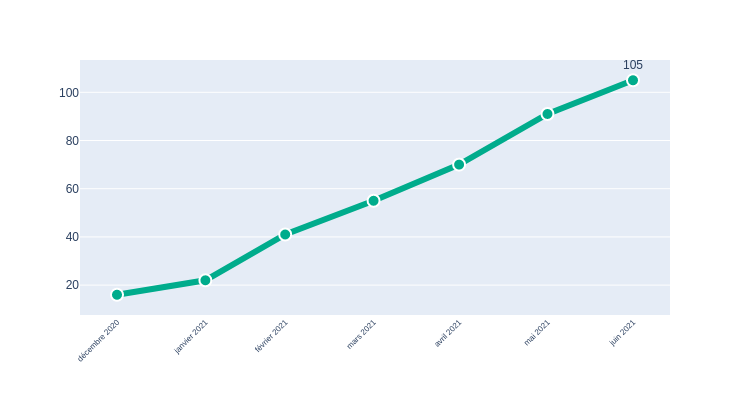 105
100
80
60
40
20
décembre 2020
janvier 2021
février 2021
mars 2021
avril 2021
mai 2021
juin 2021